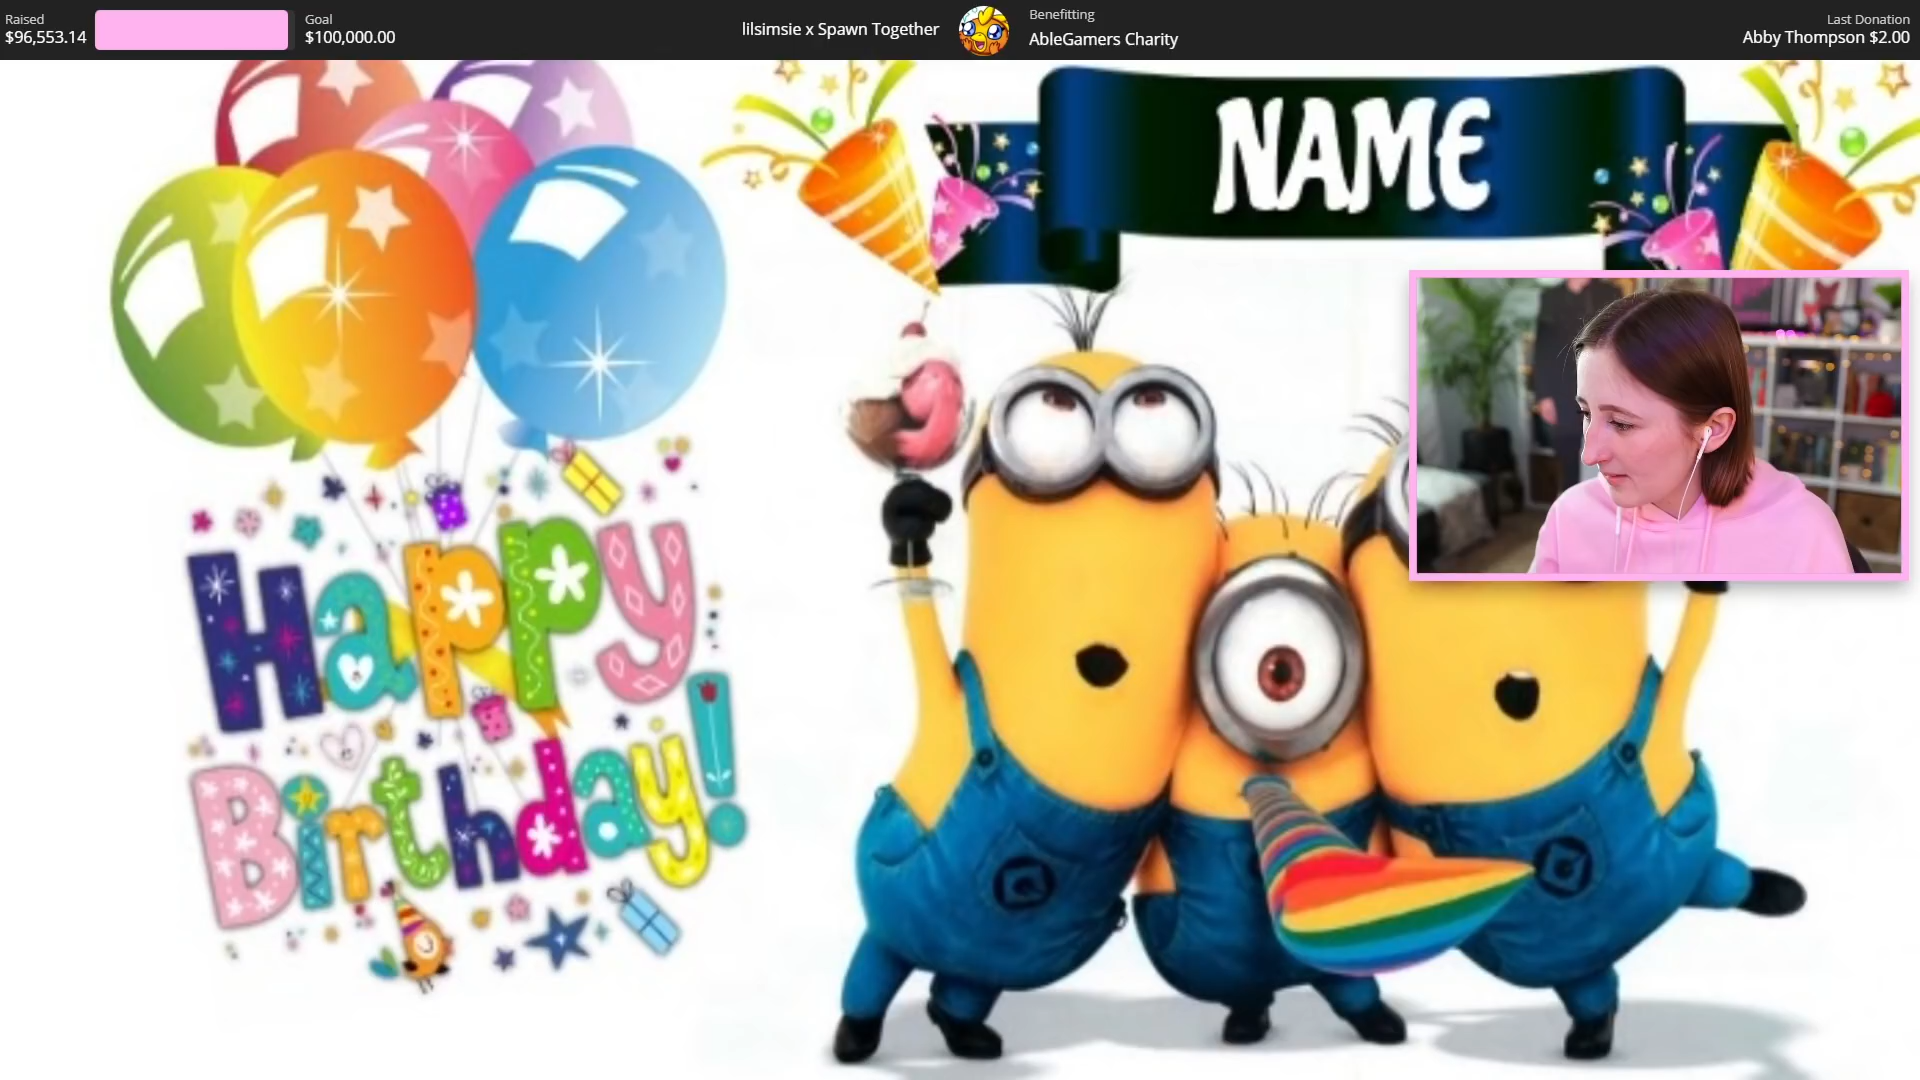 Raised
$96,553.14
Goal
$100,000.00
lilsimsie x Spawn Together
Benefitting
AbleGamers Charity
Last Donation
Abby Thompson $2.00
NAME
Happy
Birthday!